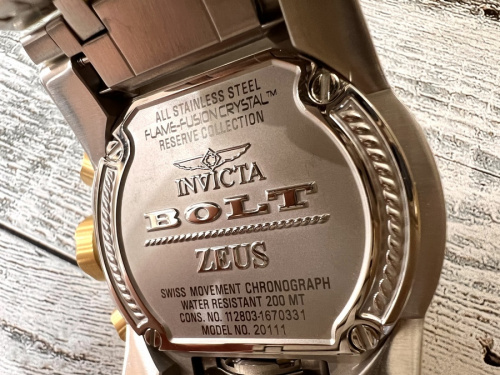 ALL STAINLESS STEEL
FLAME-FUSION CRYSTAL™
RESERVE COLLECTION
INVICTA
BOLT
ZEUS
SWISS MOVEMENT CHRONOGRAPH
WATER RESISTANT 200 MT
CONS. NO. 112803-1670331
MODEL NO. 20111